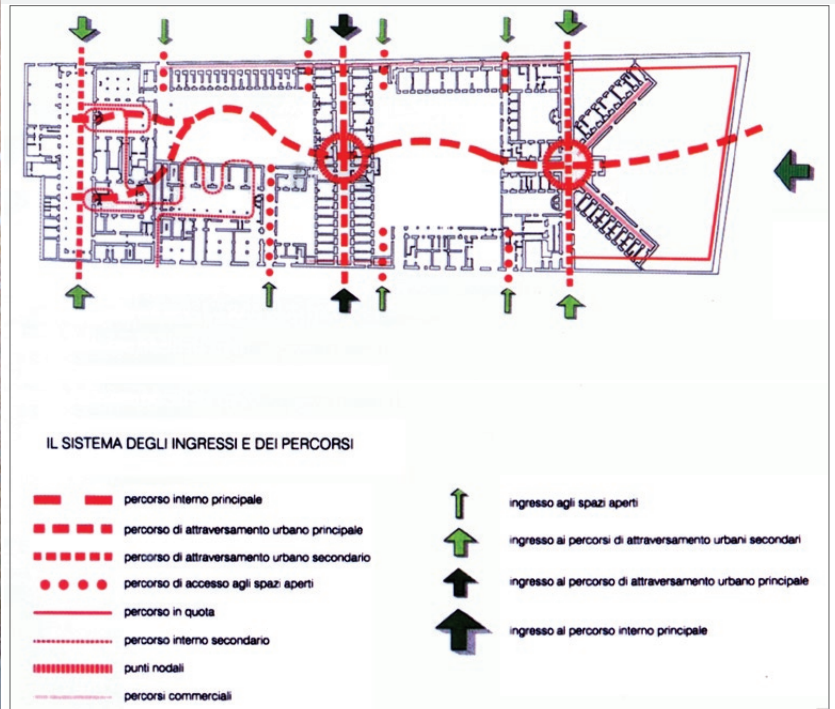 IL SISTEMA DEGLI INGRESSI E DEI PERCORSI
percorso interno principale
percorso di attraversamento urbano principale
percorso di attraversamento urbano secondario
percorso di accesso agli spazi aperti
percorso in quota
percorso interno secondario
punti nodali
percorsi commerciali
ingresso agli spazi aperti
ingresso ai percorsi di attraversamento urbani secondari
ingresso al percorso di attraversamento urbano principale
ingresso al percorso interno principale